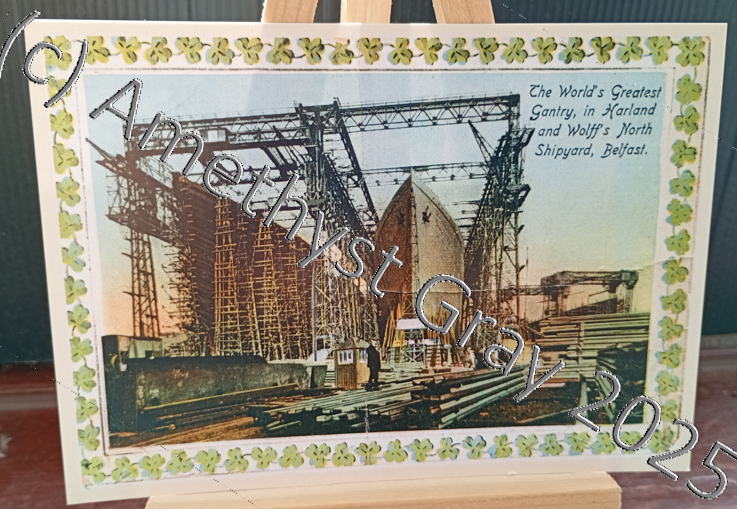 The World's Greatest
Gantry, in Harland
and Wolff's North
Shipyard, Belfast.
(c) Amethyst Gray 2025